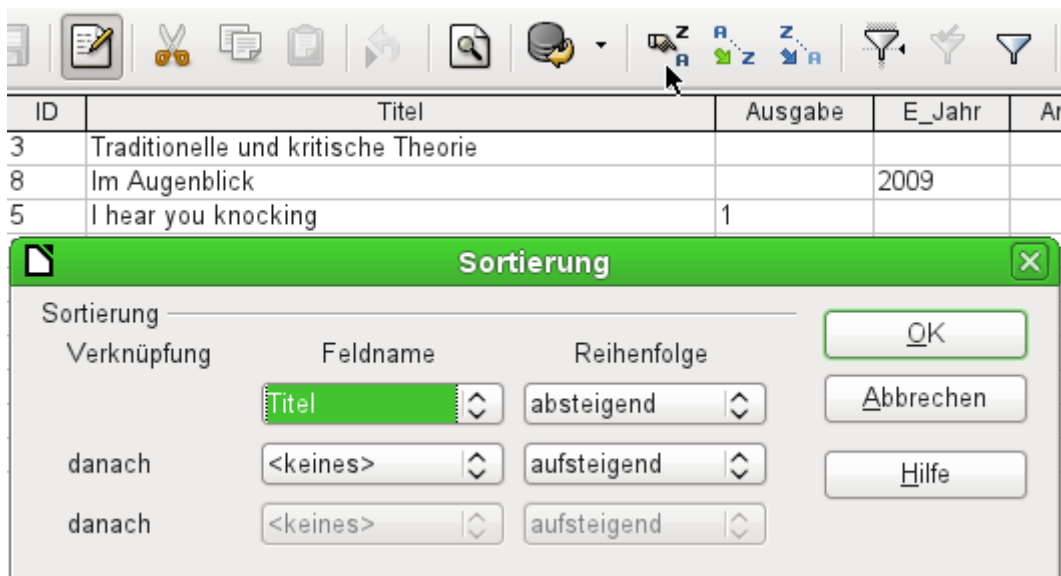 Z A A Z Z A
ID Titel Ausgabe E_Jahr
3 Traditionelle und kritische Theorie
8 Im Augenblick 2009
5 I hear you knocking 1
Sortierung
Sortierung
OK
Verknüpfung Feldname Reihenfolge
Titel absteigend Abbrechen
danach <keines> aufsteigend Hilfe
danach <keines> aufsteigend